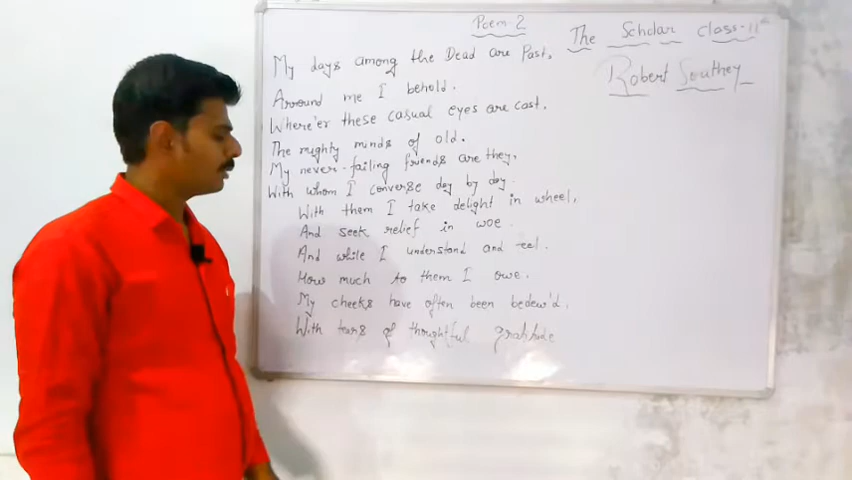 Poem-2
The Scholar class-11th
Robert Southey
My days among the Dead are Past.
Arround me I behold.
Where'er these casual eyes are cast.
The mighty minds of old.
My never-failing friends are they,
With whom I converse day by day.
With them I take delight in wheel,
And seek relief in woe.
And while I understand and feel.
How much to them I owe.
My cheeks have often been bedew'd.
With tears of thoughtful gratitude